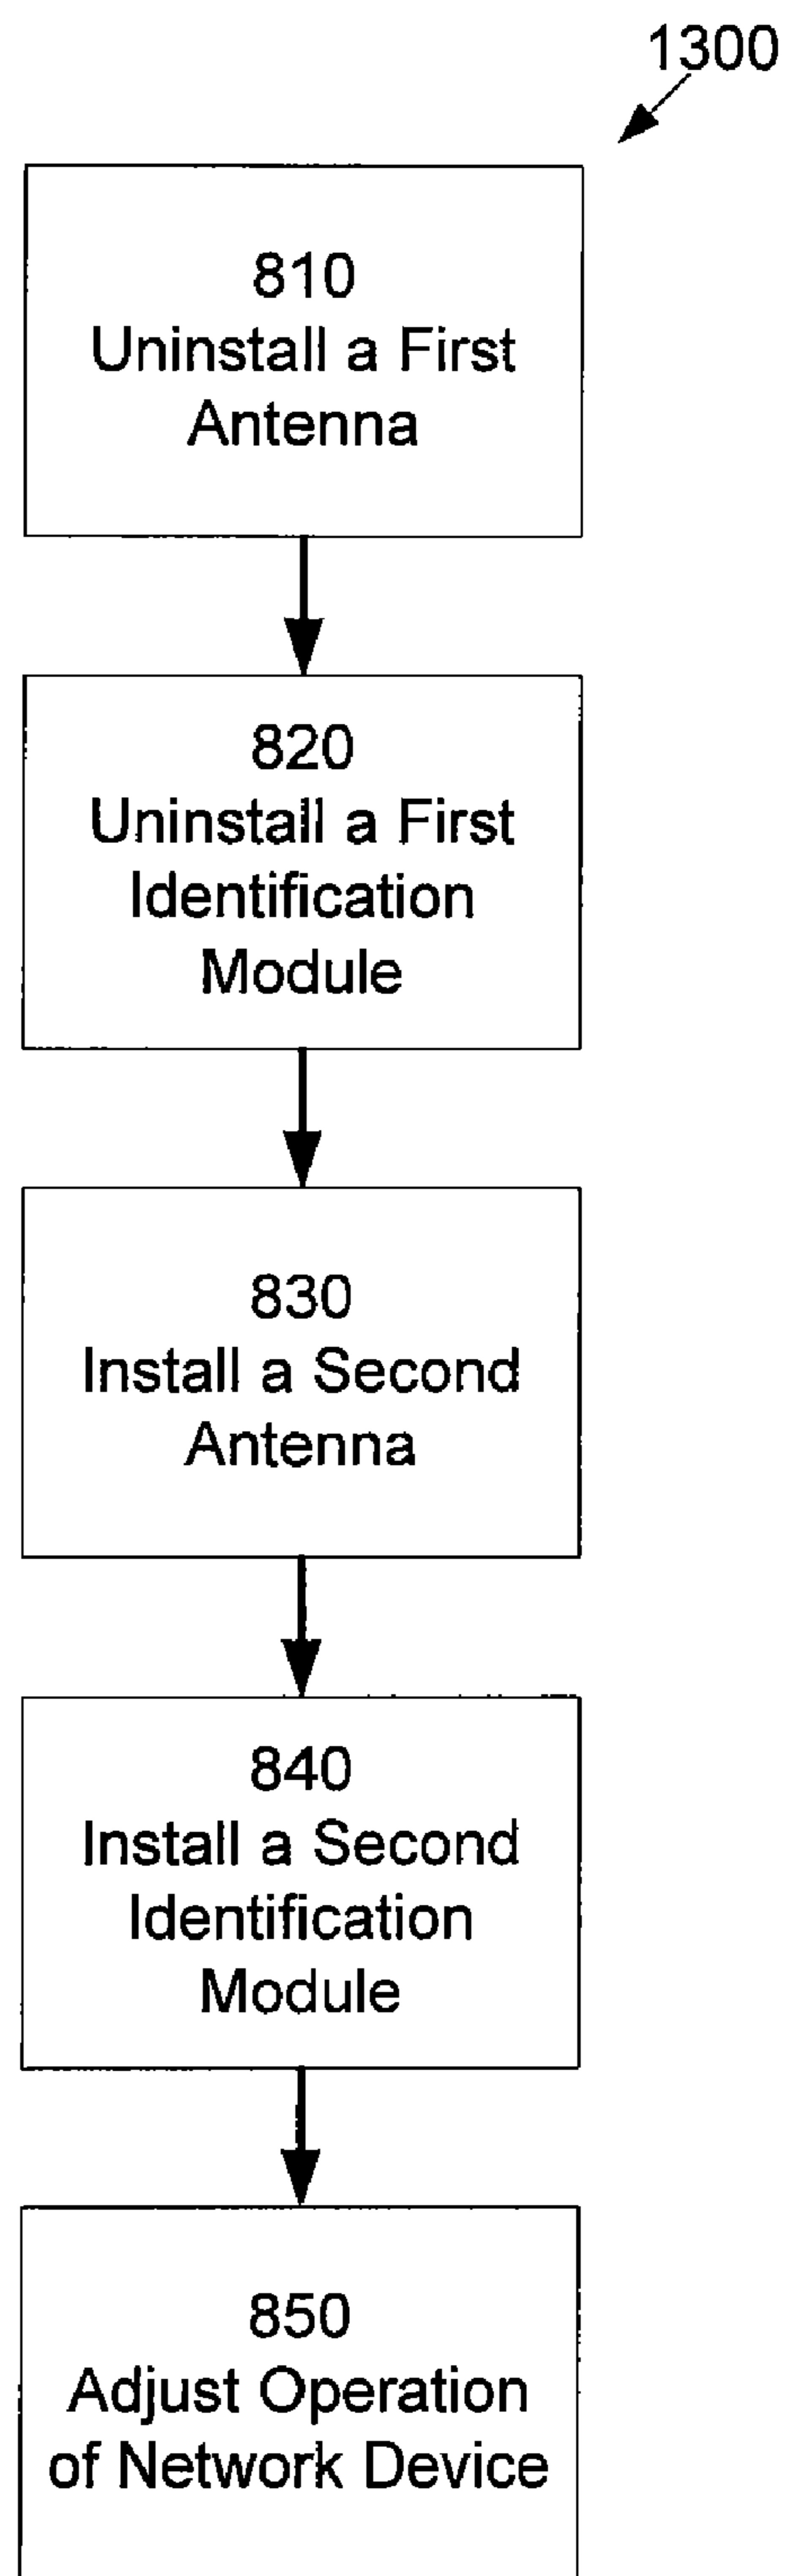 1300
810
Uninstall a First
Antenna
820
Uninstall a First
Identification
Module
830
Install a Second
Antenna
840
Install a Second
Identification
Module
850
Adjust Operation
of Network Device